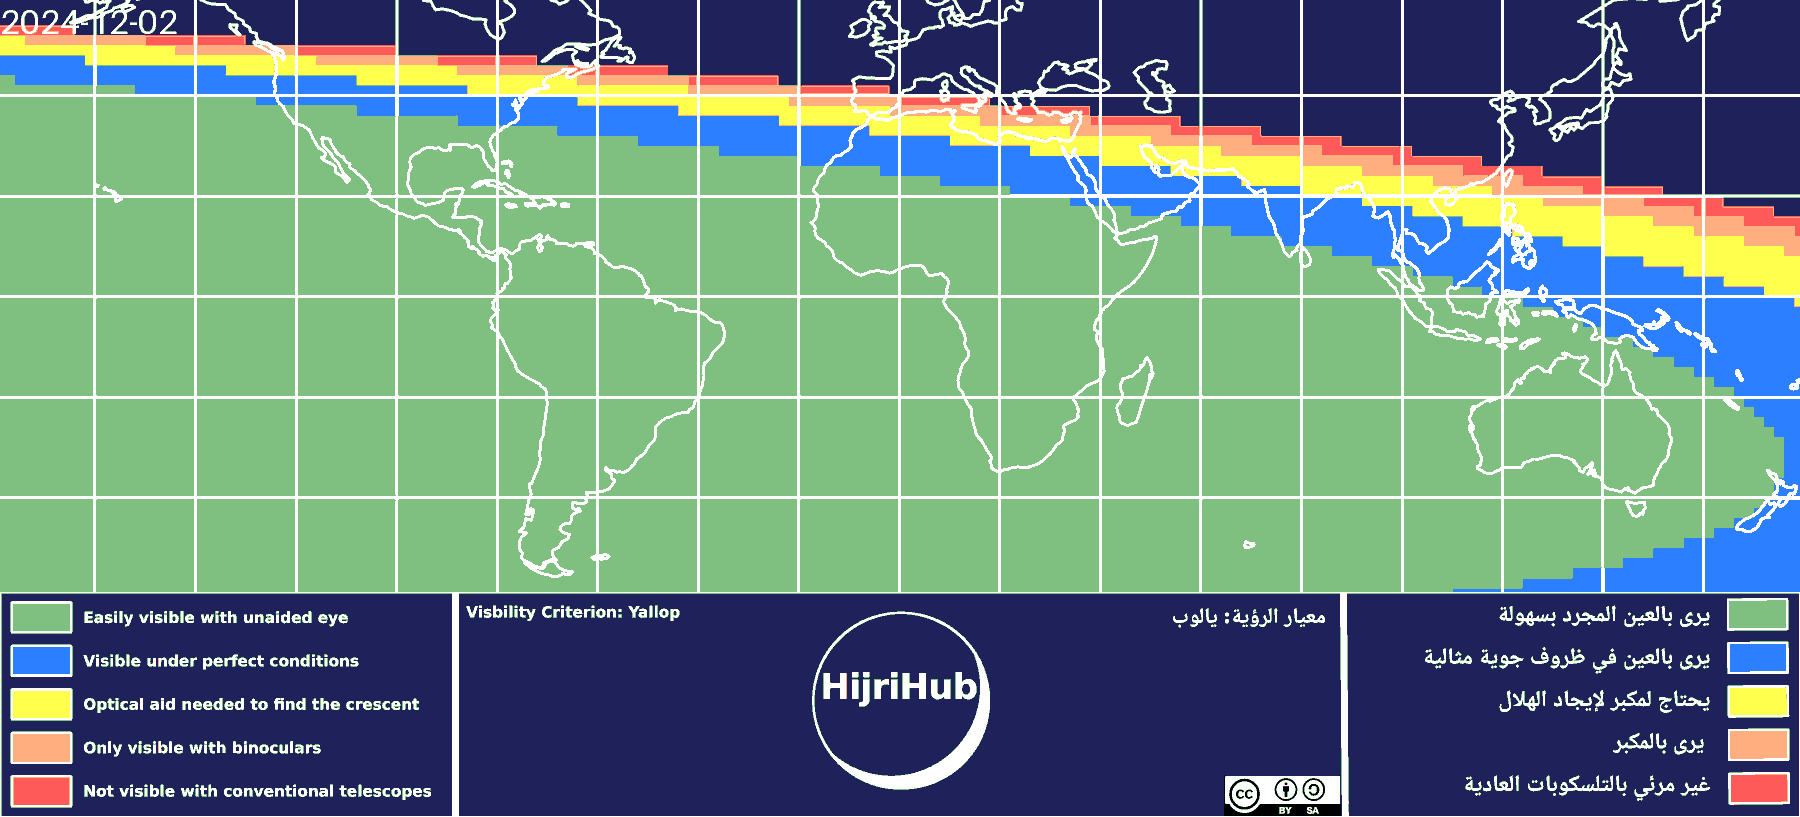 2024-12-02
Easily visible with unaided eye
Visible under perfect conditions
Optical aid needed to find the crescent
Only visible with binoculars
Not visible with conventional telescopes
Visbility Criterion: Yallop
معيار الرؤية: يالوب
HijriHub
cc
BY SA
يرى بالعين المجرد بسهولة
يرى بالعين في ظروف جوية مثالية
يحتاج لمكبر لإيجاد الهلال
يرى بالمكبر
غير مرئي بالتلسكوبات العادية